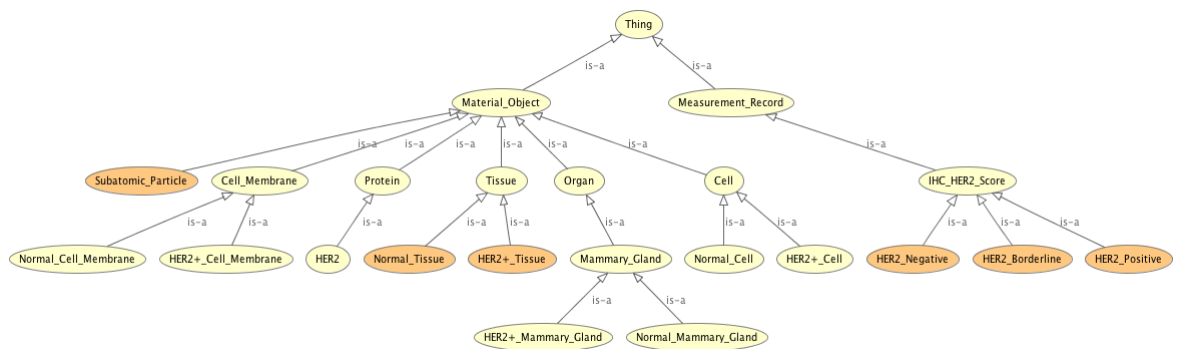 Thing
is-a is-a
Material_Object Measurement_Record
is-a is-a is-a is-a is-a is-a is-a
Subatomic_Particle Cell_Membrane Protein Tissue Organ Cell IHC_HER2_Score
is-a is-a is-a is-a is-a is-a is-a is-a is-a is-a is-a
Normal_Cell_Membrane HER2+_Cell_Membrane HER2 Normal_Tissue HER2+_Tissue Mammary_Gland Normal_Cell HER2+_Cell HER2_Negative HER2_Borderline HER2_Positive
is-a is-a
HER2+_Mammary_Gland Normal_Mammary_Gland